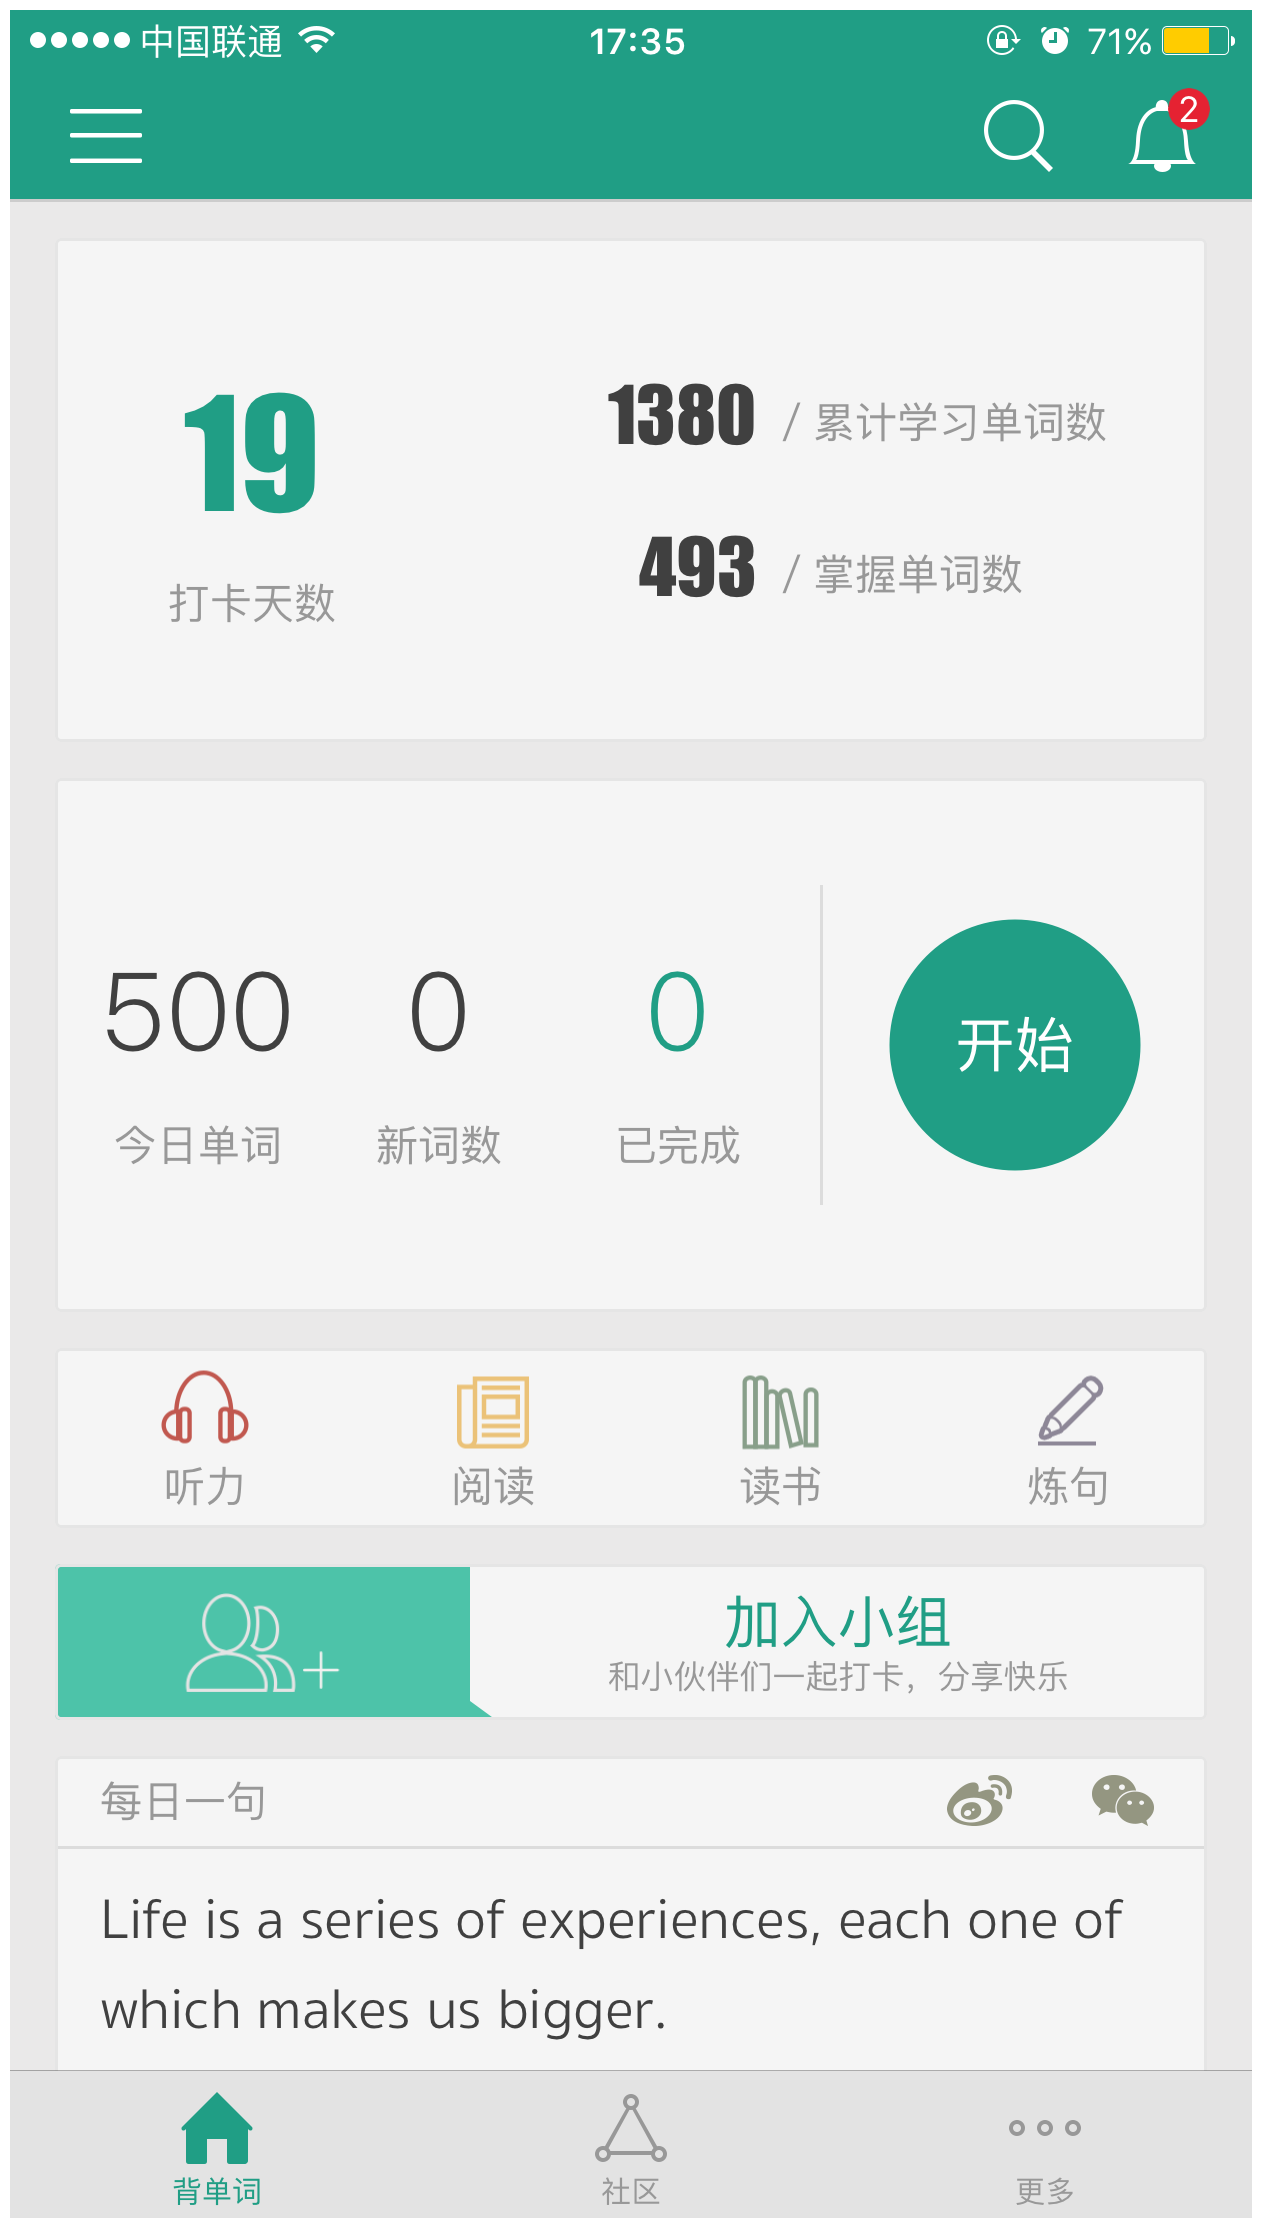 中国联通 17:35 71%
2
19
打卡天数
1380 / 累计学习单词数
493 / 掌握单词数
500 0 0
今日单词 新词数 已完成
开始
听力 阅读 读书 炼句
加入小组
和小伙伴们一起打卡，分享快乐
每日一句
Life is a series of experiences, each one of
which makes us bigger.
背单词 社区 更多